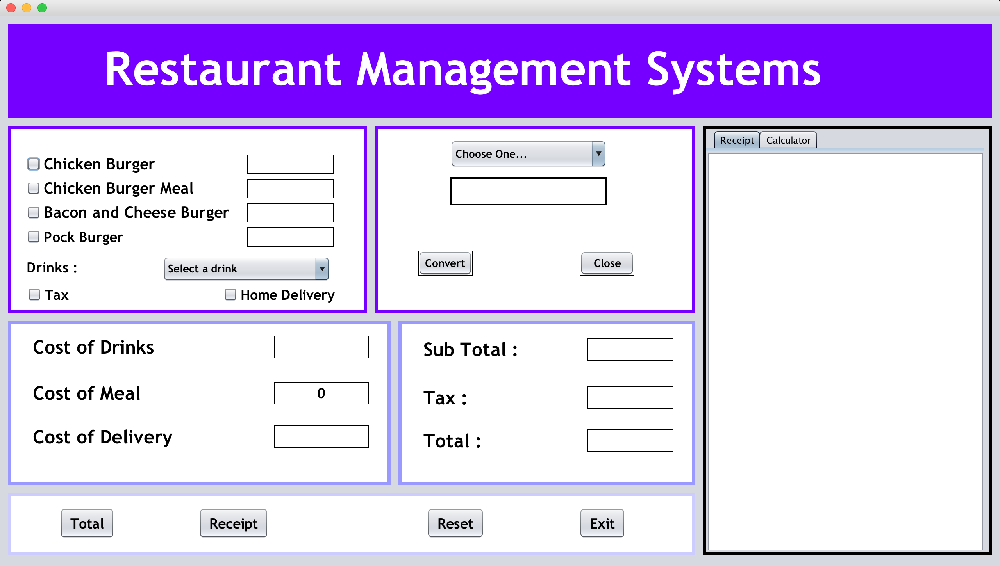 Restaurant Management Systems
Chicken Burger
Chicken Burger Meal
Bacon and Cheese Burger
Pock Burger
Drinks :
Select a drink
Tax
Home Delivery
Choose One...
Convert
Close
Receipt
Calculator
Cost of Drinks
Cost of Meal
0
Cost of Delivery
Sub Total :
Tax :
Total :
Total
Receipt
Reset
Exit